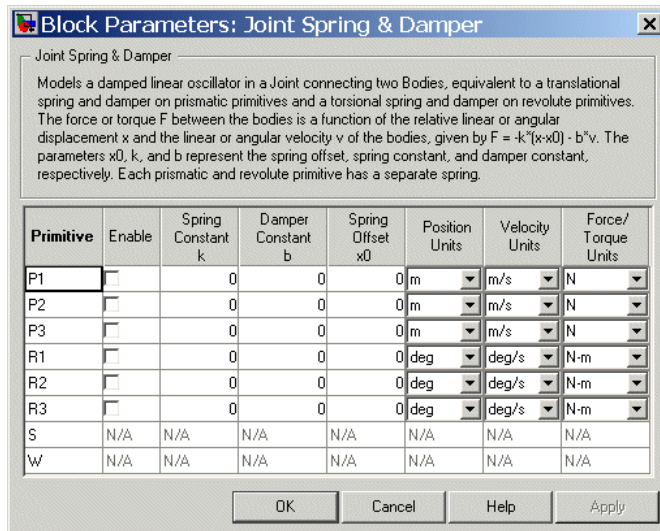 Block Parameters: Joint Spring & Damper
Joint Spring & Damper
Models a damped linear oscillator in a Joint connecting two Bodies, equivalent to a translational
spring and damper on prismatic primitives and a torsional spring and damper on revolute primitives.
The force or torque F between the bodies is a function of the relative linear or angular
displacement x and the linear or angular velocity v of the bodies, given by F = -k*(x-x0) - b*v. The
parameters x0, k, and b represent the spring offset, spring constant, and damper constant,
respectively. Each prismatic and revolute primitive has a separate spring.
Primitive Enable Spring Constant k Damper Constant b Spring Offset x0 Position Units Velocity Units Force/ Torque Units
P1 0 0 0 m m/s N
P2 0 0 0 m m/s N
P3 0 0 0 m m/s N
R1 0 0 0 deg deg/s N-m
R2 0 0 0 deg deg/s N-m
R3 0 0 0 deg deg/s N-m
S N/A N/A N/A N/A N/A N/A N/A
W N/A N/A N/A N/A N/A N/A N/A
OK Cancel Help Apply